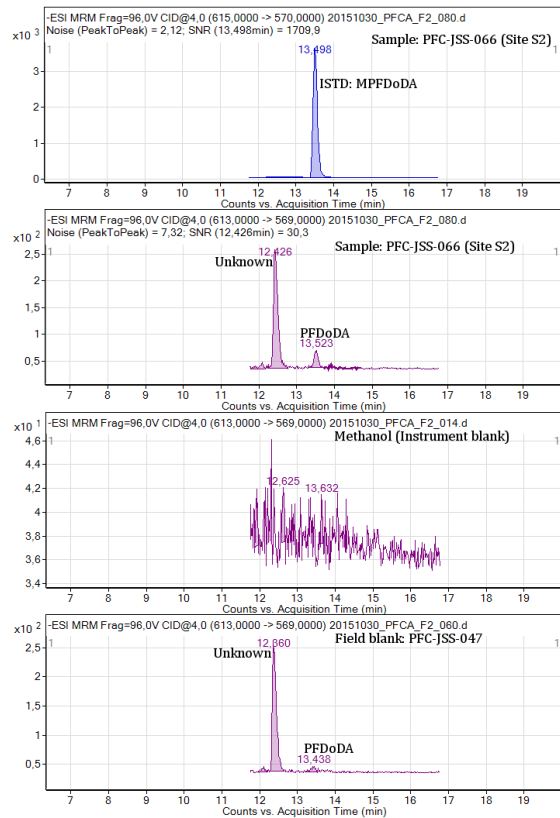 -ESI MRM Frag=96,0V CID@4,0 (615,0000 -> 570,0000) 20151030_PFCA_F2_080.d
Noise (PeakToPeak) = 2,12; SNR (13,498min) = 1709,9
Sample: PFC-JSS-066 (Site S2)
x10 3
1
13,498
1
ISTD: MPFDoDA
3
2
1
0
7 8 9 10 11 12 13 14 15 16 17 18 19
Counts vs. Acquisition Time (min)
-ESI MRM Frag=96,0V CID@4,0 (613,0000 -> 569,0000) 20151030_PFCA_F2_080.d
Noise (PeakToPeak) = 7,32; SNR (12,426min) = 30,3
Sample: PFC-JSS-066 (Site S2)
x10 2
1
12,426
1
Unknown
2,5
2
1,5
1
0,5
PFDoDA
13,523
7 8 9 10 11 12 13 14 15 16 17 18 19
Counts vs. Acquisition Time (min)
-ESI MRM Frag=96,0V CID@4,0 (613,0000 -> 569,0000) 20151030_PFCA_F2_014.d
x10 1
Methanol (Instrument blank)
1
1
4,6
4,4
4,2
4
3,8
3,6
3,4
12,625
13,632
7 8 9 10 11 12 13 14 15 16 17 18 19
Counts vs. Acquisition Time (min)
-ESI MRM Frag=96,0V CID@4,0 (613,0000 -> 569,0000) 20151030_PFCA_F2_060.d
x10 2
Field blank: PFC-JSS-047
1
12,360
1
Unknown
2,5
2
1,5
1
0,5
PFDoDA
13,438
7 8 9 10 11 12 13 14 15 16 17 18 19
Counts vs. Acquisition Time (min)